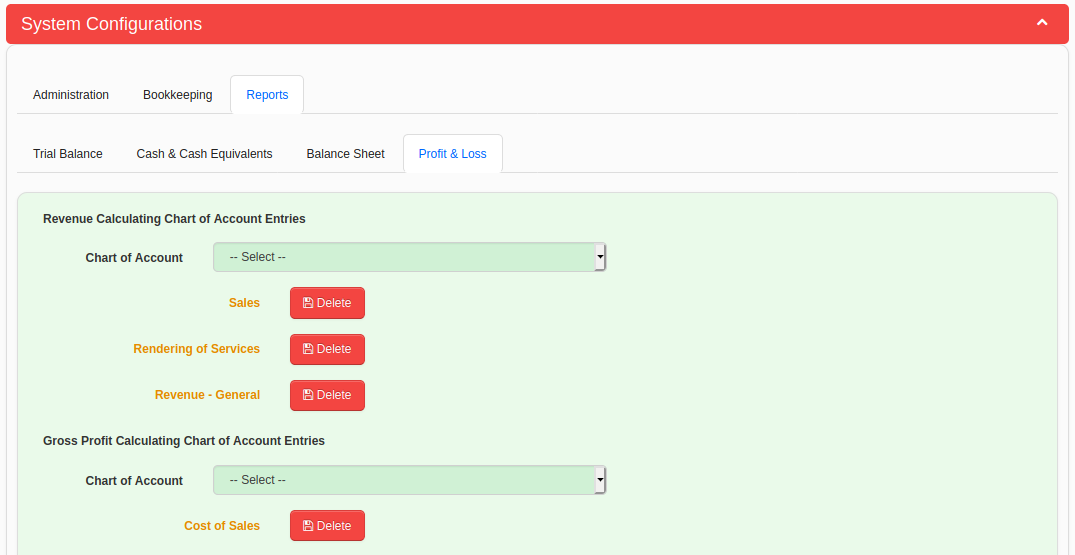 System Configurations
Administration Bookkeeping Reports
Trial Balance Cash & Cash Equivalents Balance Sheet Profit & Loss
Revenue Calculating Chart of Account Entries
Chart of Account -- Select --
Sales Delete
Rendering of Services Delete
Revenue - General Delete
Gross Profit Calculating Chart of Account Entries
Chart of Account -- Select --
Cost of Sales Delete